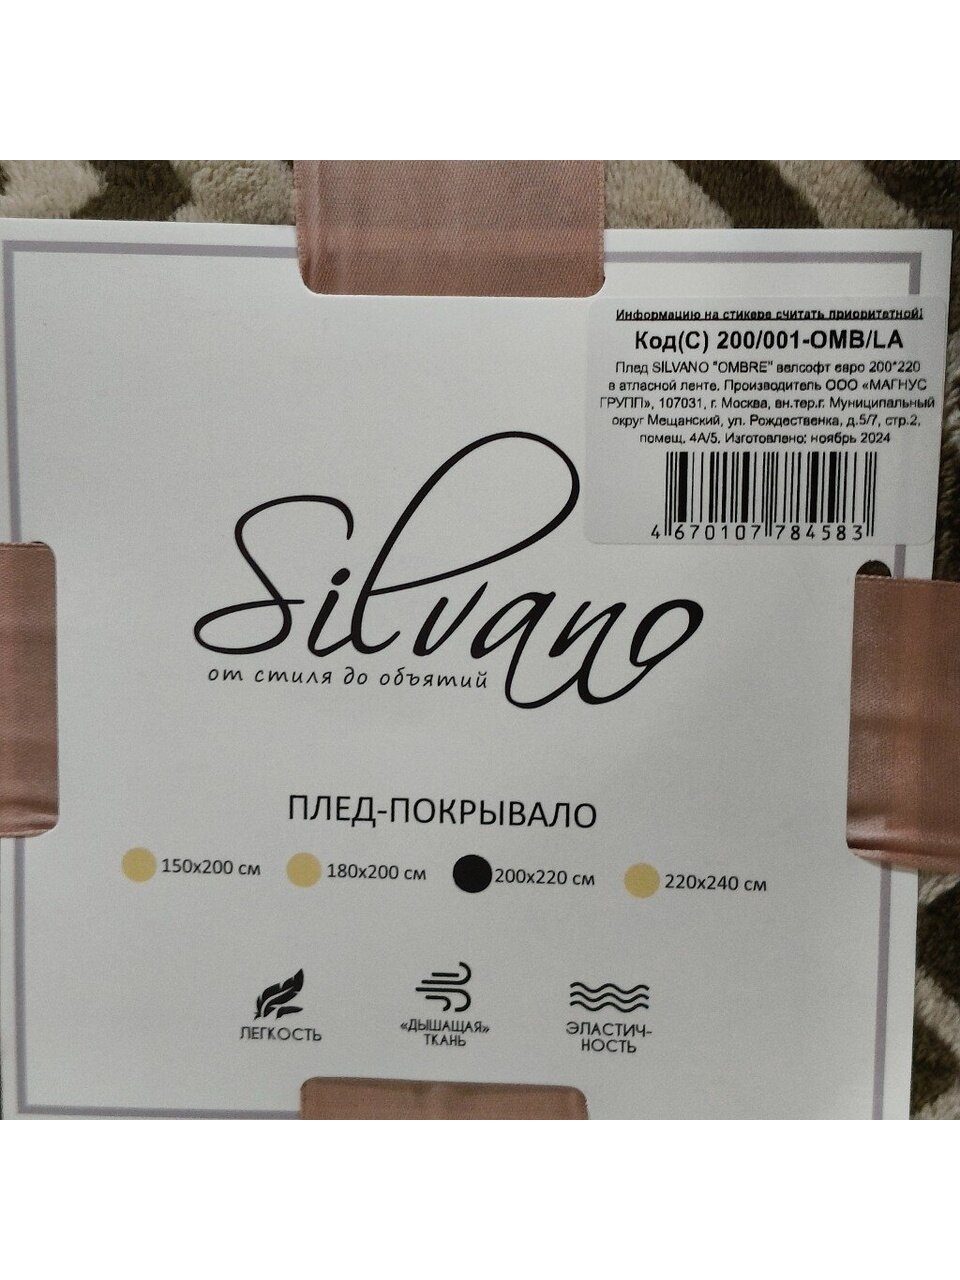 Информацию на стикере считать приоритетной!
Код(С) 200/001-OMB/LA
Плед SILVANO "OMBRE" велсофт евро 200*220
в атласной ленте. Производитель ООО «МАГНУС
ГРУПП», 107031, г. Москва, вн.тер.г. Муниципальный
округ Мещанский, ул. Рождественка, д.5/7, стр.2,
помещ. 4А/5. Изготовлено: ноябрь 2024
4 670107 784583
Silvano
от стиля до объятий
ПЛЕД-ПОКРЫВАЛО
150х200 см 180х200 см 200х220 см 220х240 см
ЛЕГКОСТЬ
«ДЫШАЩАЯ»
ТКАНЬ
ЭЛАСТИЧ-
НОСТЬ